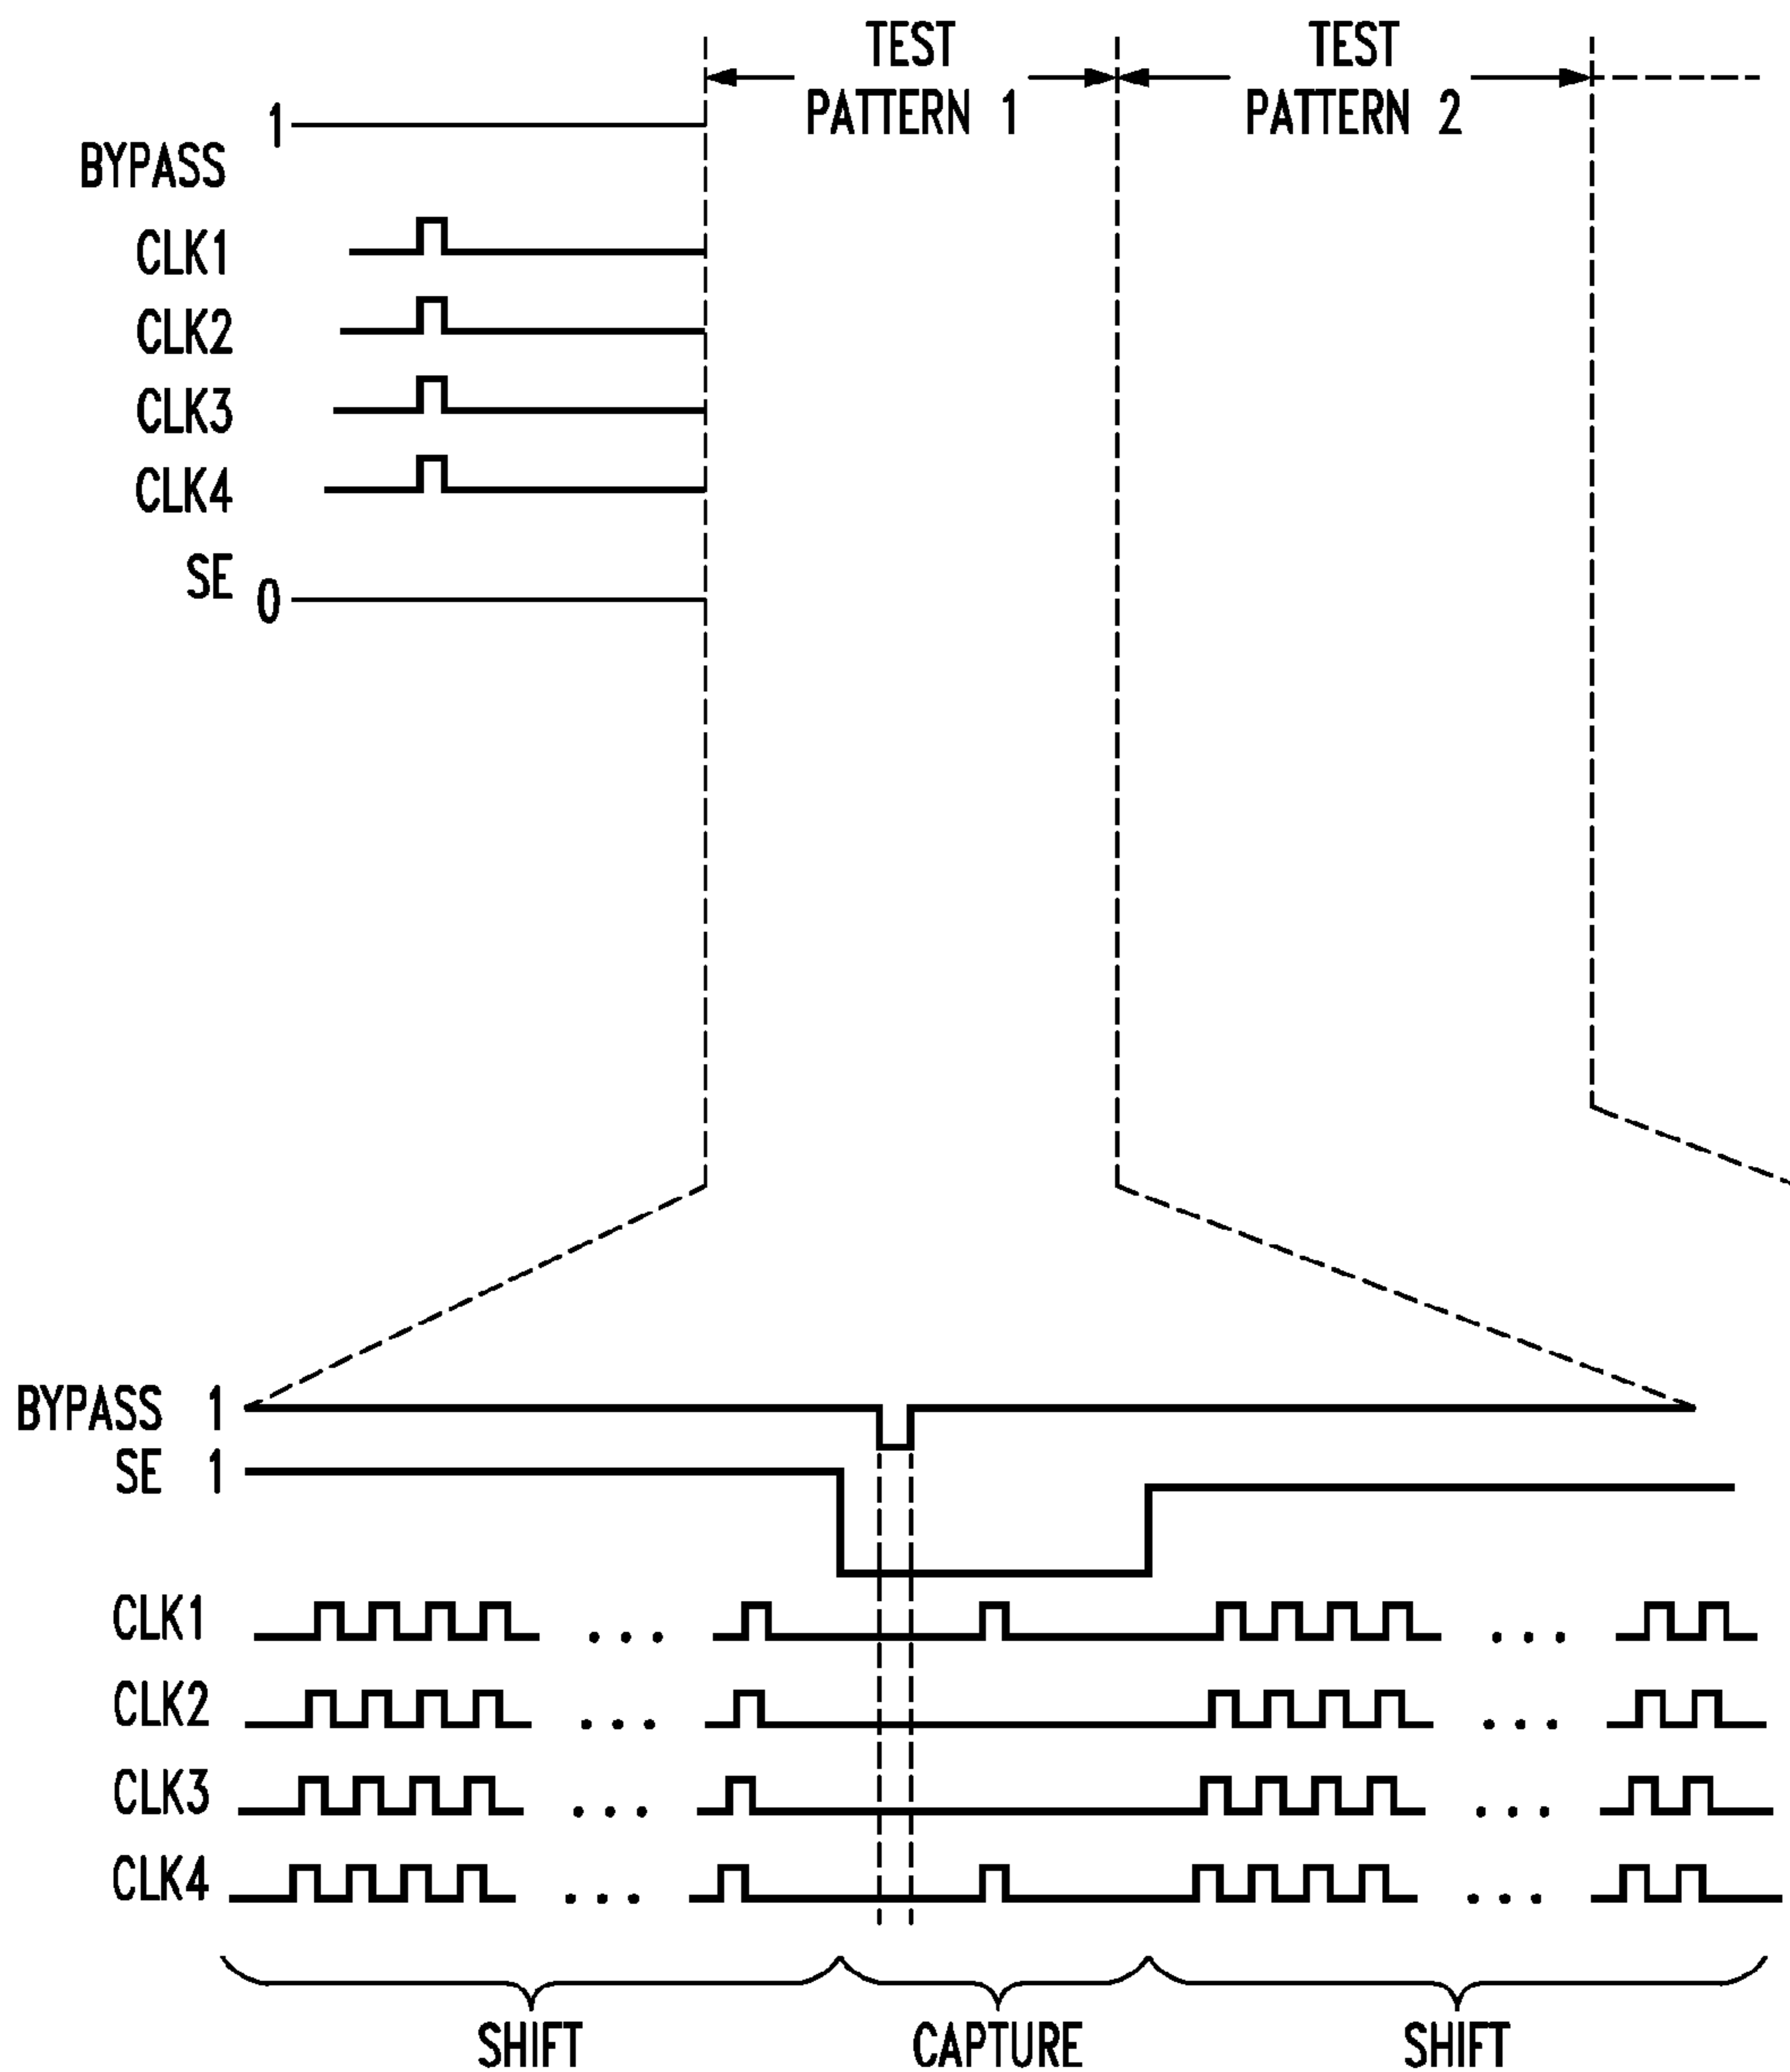 TEST
PATTERN 1
TEST
PATTERN 2
1
BYPASS
CLK1
CLK2
CLK3
CLK4
SE 0
BYPASS 1
SE 1
CLK1
CLK2
CLK3
CLK4
SHIFT
CAPTURE
SHIFT